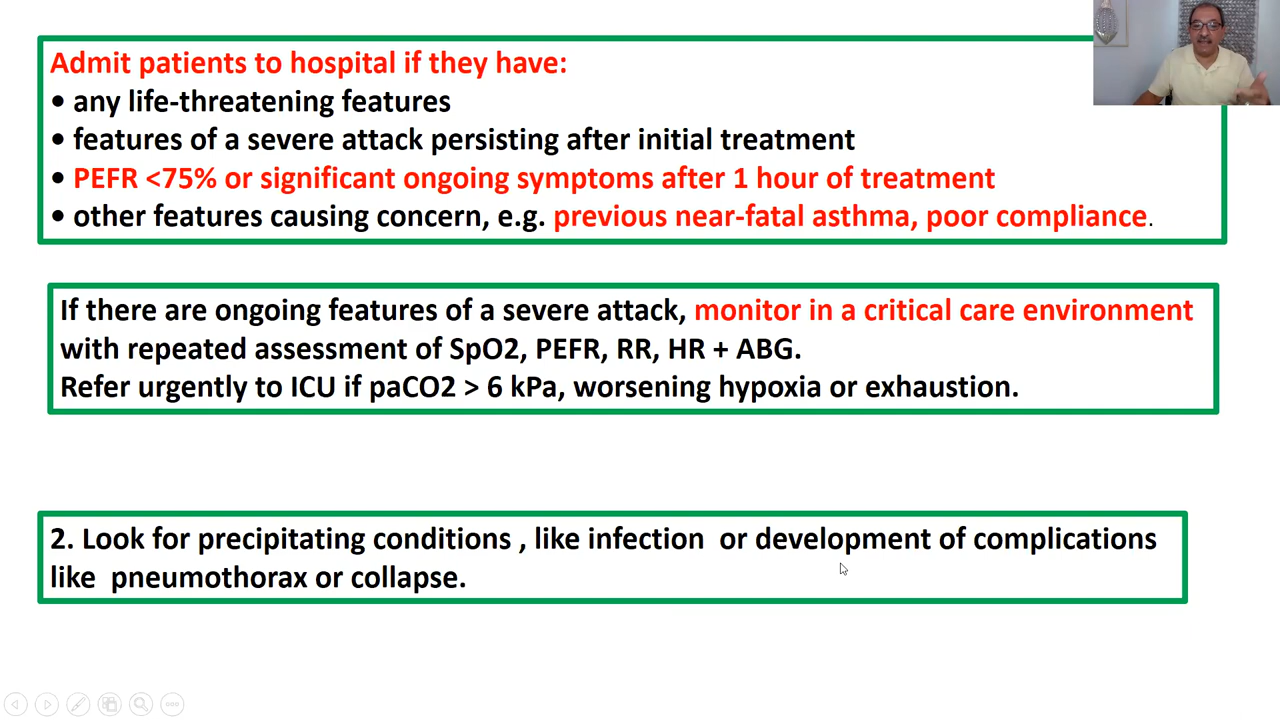 Admit patients to hospital if they have:
• any life-threatening features
• features of a severe attack persisting after initial treatment
• PEFR <75% or significant ongoing symptoms after 1 hour of treatment
• other features causing concern, e.g. previous near-fatal asthma, poor compliance.
If there are ongoing features of a severe attack, monitor in a critical care environment
with repeated assessment of SpO2, PEFR, RR, HR + ABG.
Refer urgently to ICU if paCO2 > 6 kPa, worsening hypoxia or exhaustion.
2. Look for precipitating conditions , like infection  or development of complications
like  pneumothorax or collapse.